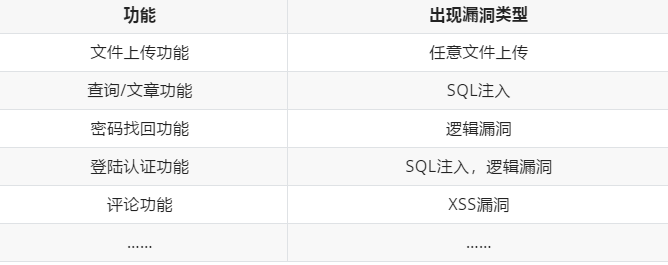 功能 出现漏洞类型
文件上传功能 任意文件上传
查询/文章功能 SQL注入
密码找回功能 逻辑漏洞
登陆认证功能 SQL注入，逻辑漏洞
评论功能 XSS漏洞
...... ......